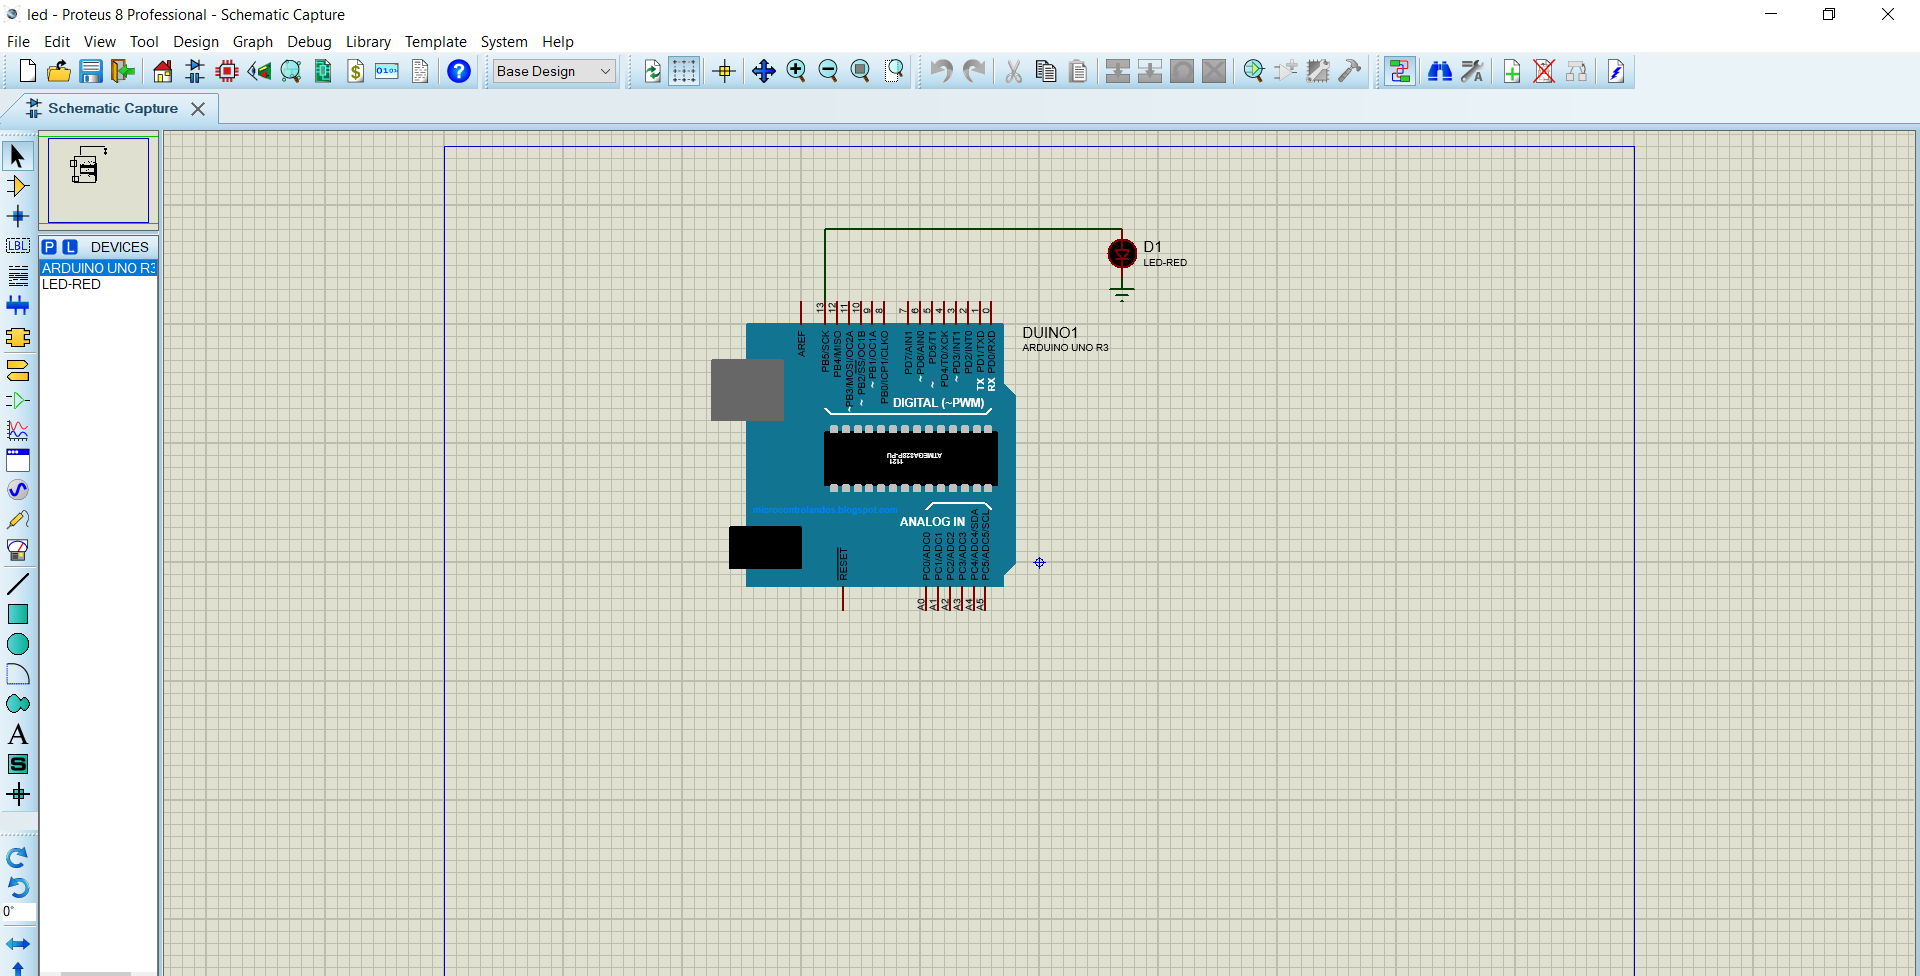 led - Proteus 8 Professional - Schematic Capture
File Edit View Tool Design Graph Debug Library Template System Help
$ 0101 ? Base Design
Schematic Capture
LBL
P L DEVICES
ARDUINO UNO R3
LED-RED
A
S
0°
D1
LED-RED
13 12 11 10 9 8 7 6 5 4 3 2 1 0
DUINO1
ARDUINO UNO R3
AREF
PB5/SCK
PB4/MISO
~PB3/MOSI/OC2A
~PB2/SS/OC1B
~PB1/OC1A
PB0/ICP1/CLKO
PD7/AIN1
~PD6/AIN0
~PD5/T1
PD4/T0/XCK
~PD3/INT1
PD2/INT0
TX PD1/TXD
RX PD0/RXD
DIGITAL (~PWM)
ATMEGA328P-PU
1121
microcontrolandos.blogspot.com
ANALOG IN
RESET
PC0/ADC0
PC1/ADC1
PC2/ADC2
PC3/ADC3
PC4/ADC4/SDA
PC5/ADC5/SCL
A0 A1 A2 A3 A4 A5